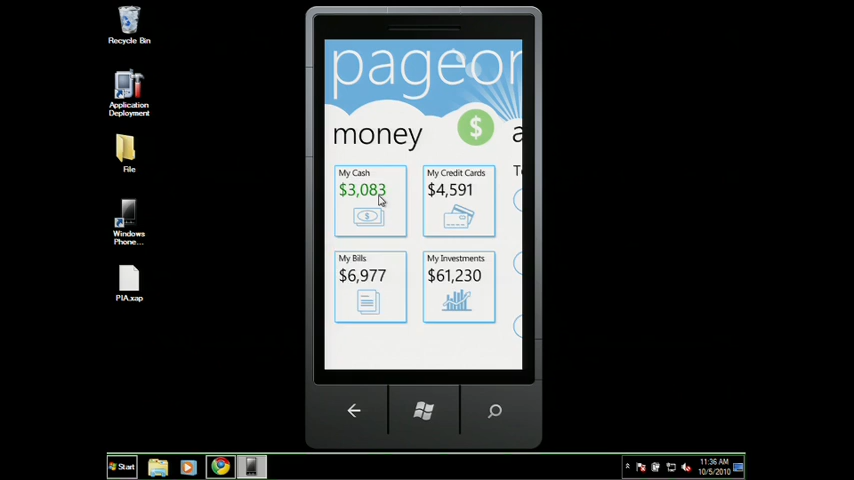 Recycle Bin
Application
Deployment
File
Windows
Phone...
PIA.xap
pageon
money
$
a
My Cash
$3,083
My Credit Cards
$4,591
My Bills
$6,977
My Investments
$61,230
Start
11:36 AM
10/5/2010